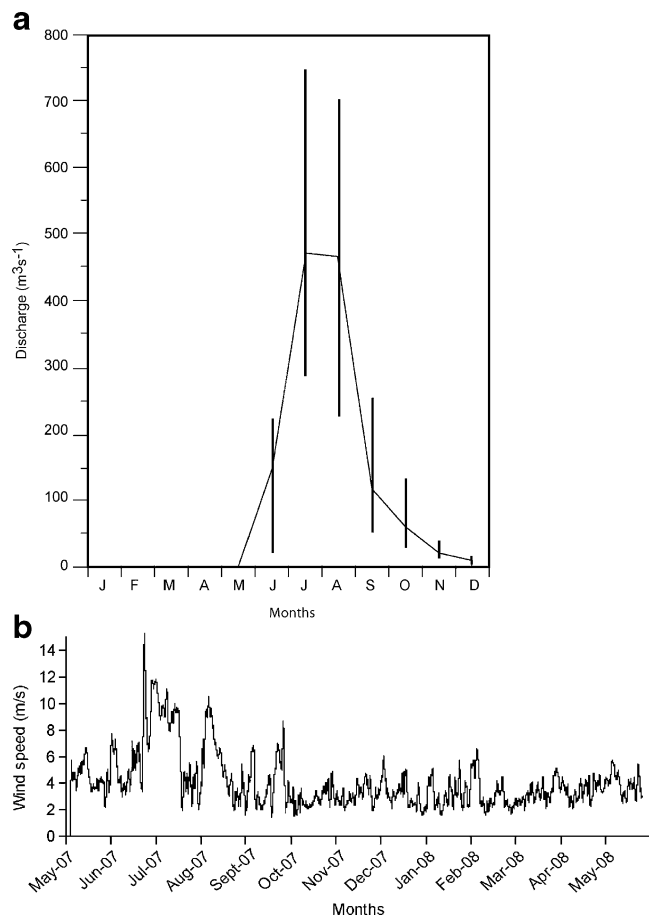 a
800
700
600
500
400
300
200
100
0
Discharge (m3s-1)
J F M A M J J A S O N D
Months
b
14
12
10
8
6
4
2
0
Wind speed (m/s)
May-07 Jun-07 Jul-07 Aug-07 Sept-07 Oct-07 Nov-07 Dec-07 Jan-08 Feb-08 Mar-08 Apr-08 May-08
Months